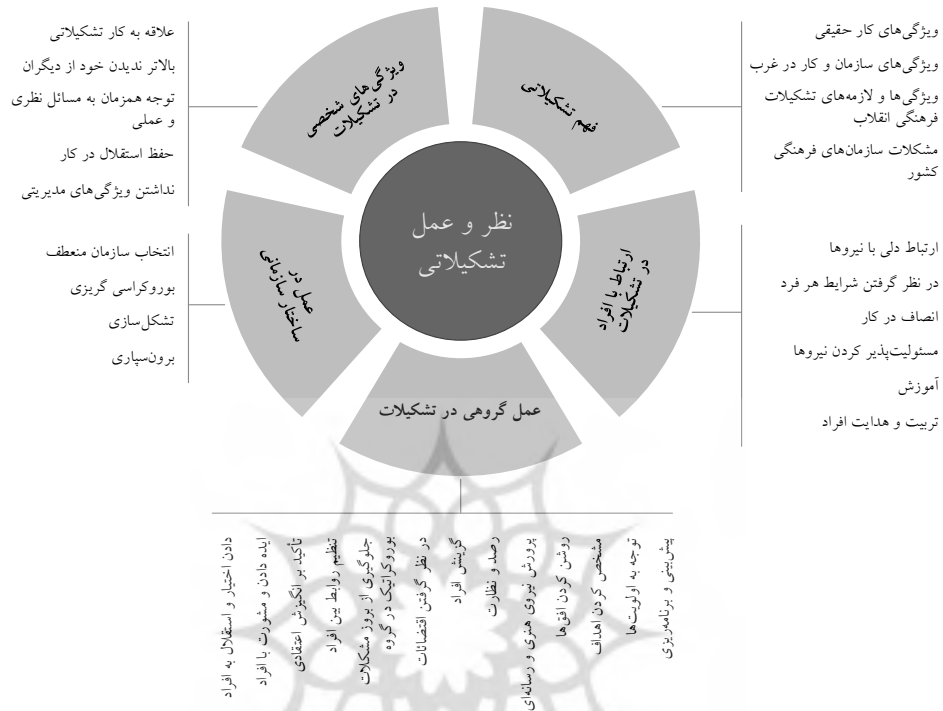 ویژگی‌های کار حقیقی
ویژگی‌های سازمان و کار در غرب
ویژگی‌ها و لازمه‌های تشکیلات
فرهنگی انقلاب
مشکلات سازمان‌های فرهنگی
کشور
فهم تشکیلاتی
علاقه به کار تشکیلاتی
بالاتر ندیدن خود از دیگران
توجه همزمان به مسائل نظری
و عملی
حفظ استقلال در کار
نداشتن ویژگی‌های مدیریتی
ویژگی‌های شخصی
در تشکیلات
نظر و عمل
تشکیلاتی
ارتباط با افراد
در تشکیلات
ارتباط دلی با نیروها
در نظر گرفتن شرایط هر فرد
انصاف در کار
مسئولیت‌پذیر کردن نیروها
آموزش
تربیت و هدایت افراد
عمل در
ساختار سازمانی
انتخاب سازمان منعطف
بوروکراسی گریزی
تشکل‌سازی
برون‌سپاری
عمل گروهی در تشکیلات
پیش‌بینی و برنامه‌ریزی
توجه به اولویت‌ها
مشخص کردن اهداف
روشن کردن افق‌ها
پرورش نیروی هنری و رسانه‌ای
رصد و نظارت
گزینش افراد
در نظر گرفتن اقتضائات
بوروکراتیک در گروه
جلوگیری از بروز مشکلات
تنظیم روابط بین افراد
تأکید بر انگیزش اعتقادی
ایده دادن و مشورت با افراد
دادن اختیار و استقلال به افراد